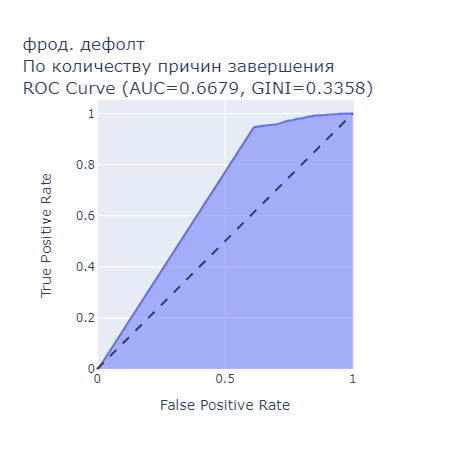 фрод. дефолт
По количеству причин завершения
ROC Curve (AUC=0.6679, GINI=0.3358)
1
0.8
0.6
0.4
0.2
0
True Positive Rate
0
0.5
1
False Positive Rate